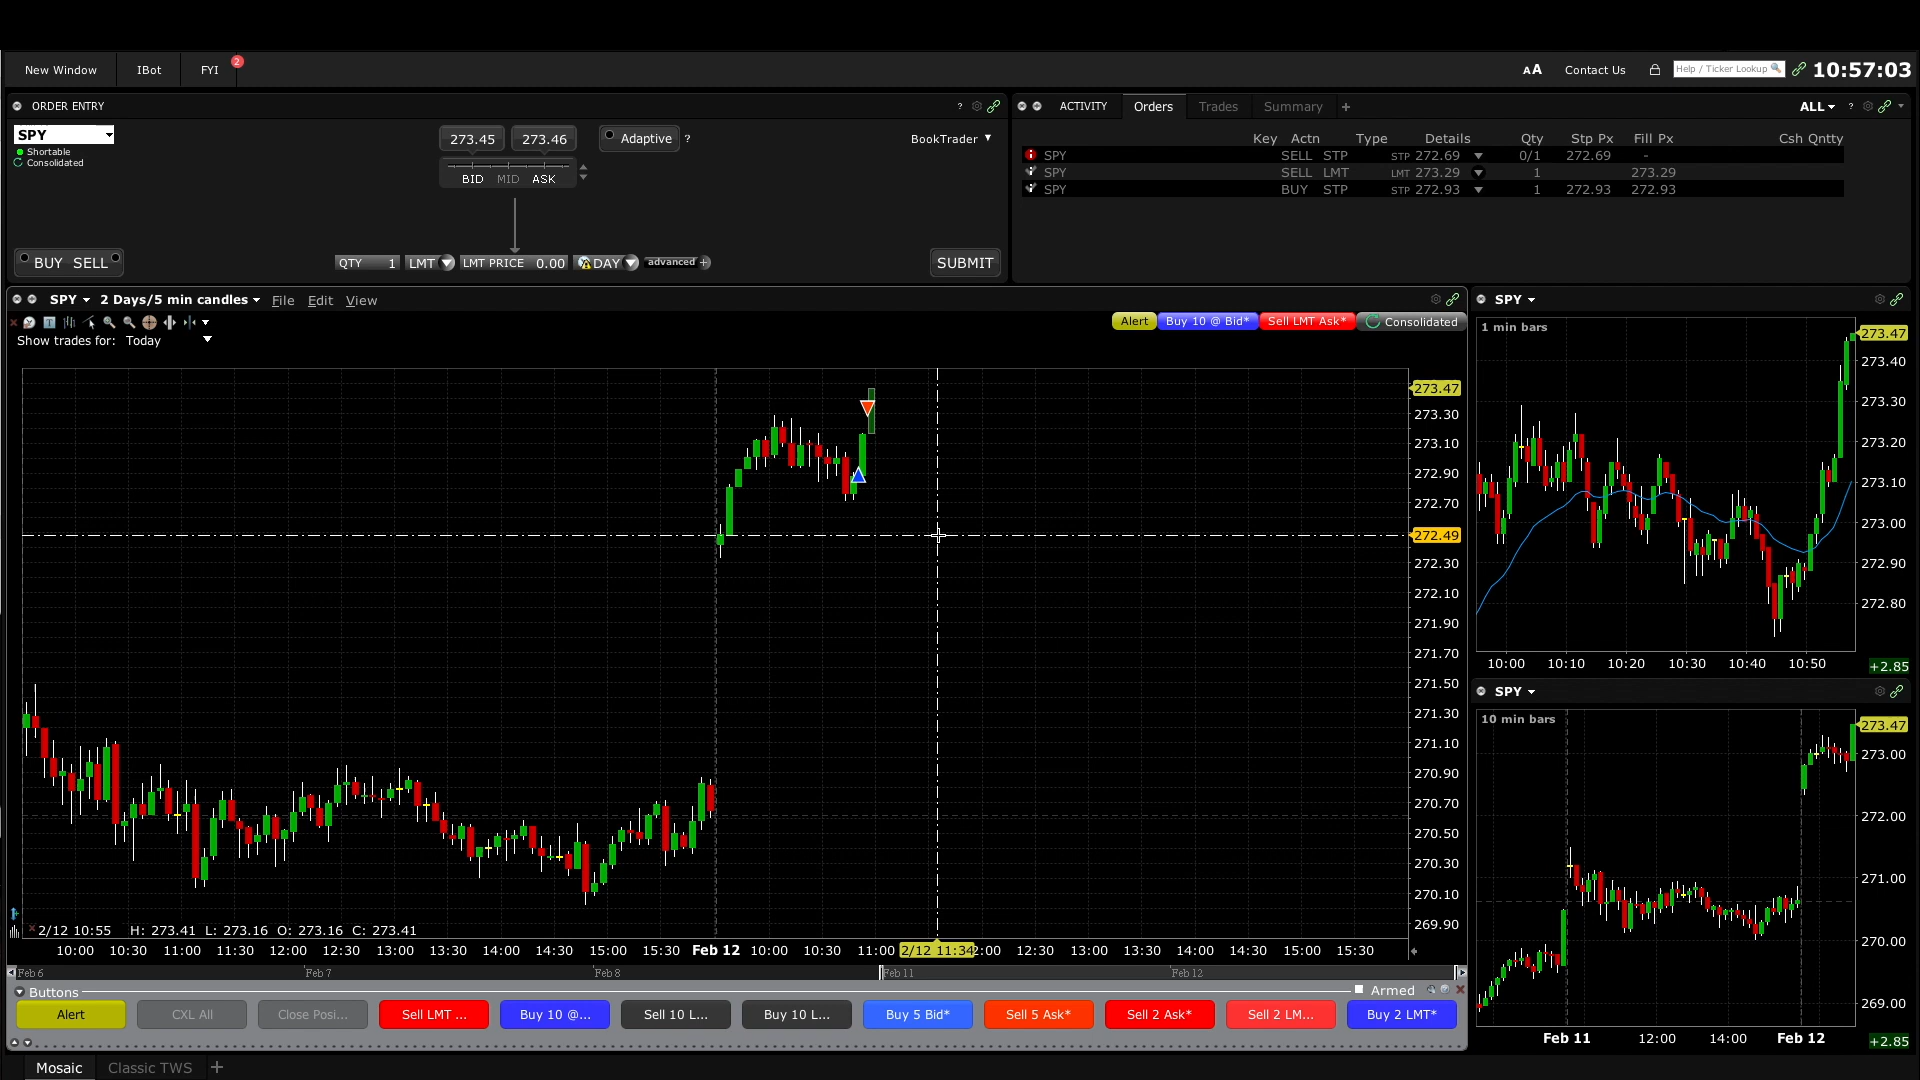 New Window IBot FYI 2 AA Contact Us Help / Ticker Lookup 10:57:03
ORDER ENTRY ?
SPY
Shortable
Consolidated
273.45 273.46 Adaptive ? BookTrader
BID MID ASK
BUY SELL QTY 1 LMT LMT PRICE 0.00 DAY advanced + SUBMIT
ACTIVITY Orders Trades Summary + ALL ?
Key Actn Type Details Qty Stp Px Fill Px Csh Qntty
SPY SELL STP STP 272.69 0/1 272.69 -
SPY SELL LMT LMT 273.29 1 273.29
SPY BUY STP STP 272.93 1 272.93 272.93
SPY 2 Days/5 min candles File Edit View
Alert Buy 10 @ Bid* Sell LMT Ask* Consolidated
Show trades for: Today
273.47
273.30
273.10
272.90
272.70
272.49
272.30
272.10
271.90
271.70
271.50
271.30
271.10
270.90
270.70
270.50
270.30
270.10
269.90
2/12 10:55 H: 273.41 L: 273.16 O: 273.16 C: 273.41
10:00 10:30 11:00 11:30 12:00 12:30 13:00 13:30 14:00 14:30 15:00 15:30 Feb 12 10:00 10:30 11:00 2/12 11:34 2:00 12:30 13:00 13:30 14:00 14:30 15:00 15:30
Feb 6 Feb 7 Feb 8 Feb 11 Feb 12
Buttons Armed
Alert CXL All Close Posi... Sell LMT ... Buy 10 @... Sell 10 L... Buy 10 L... Buy 5 Bid* Sell 5 Ask* Sell 2 Ask* Sell 2 LM... Buy 2 LMT*
Mosaic Classic TWS +
SPY
1 min bars
273.47
273.40
273.30
273.20
273.10
273.00
272.90
272.80
10:00 10:10 10:20 10:30 10:40 10:50 +2.85
SPY
10 min bars
273.47
273.00
272.00
271.00
270.00
269.00
Feb 11 12:00 14:00 Feb 12 +2.85